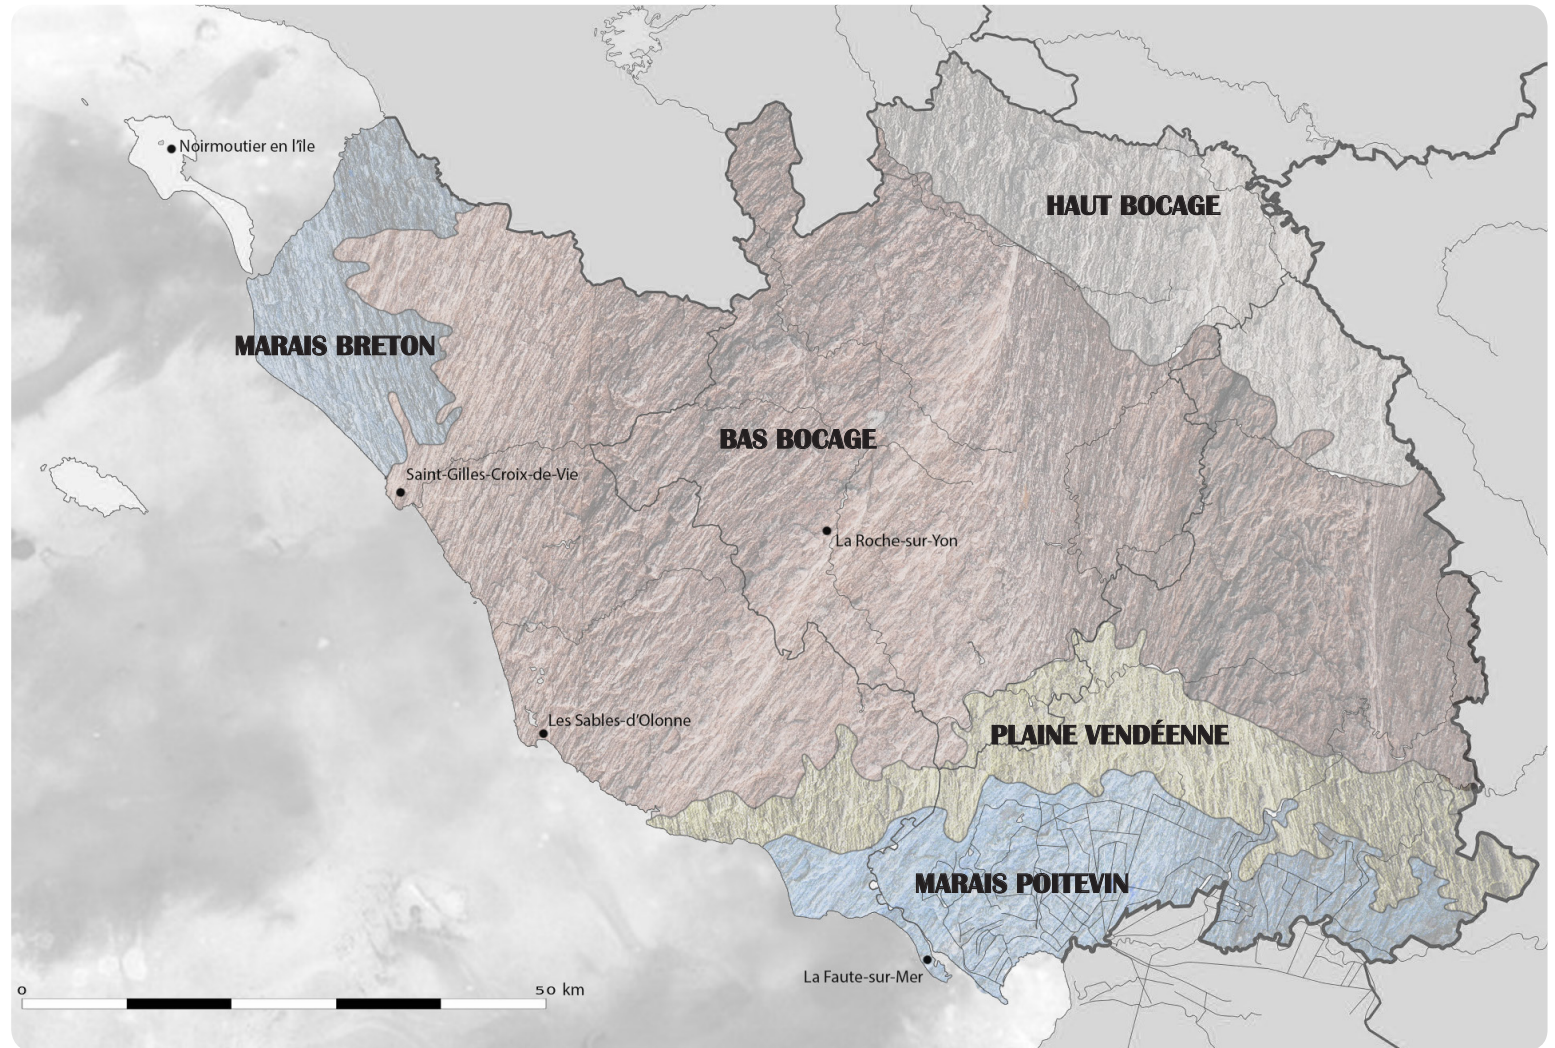 Noirmoutier en l'île
HAUT BOCAGE
MARAIS BRETON
BAS BOCAGE
Saint-Gilles-Croix-de-Vie
La Roche-sur-Yon
Les Sables-d'Olonne
PLAINE VENDÉENNE
MARAIS POITEVIN
La Faute-sur-Mer
0 50 km